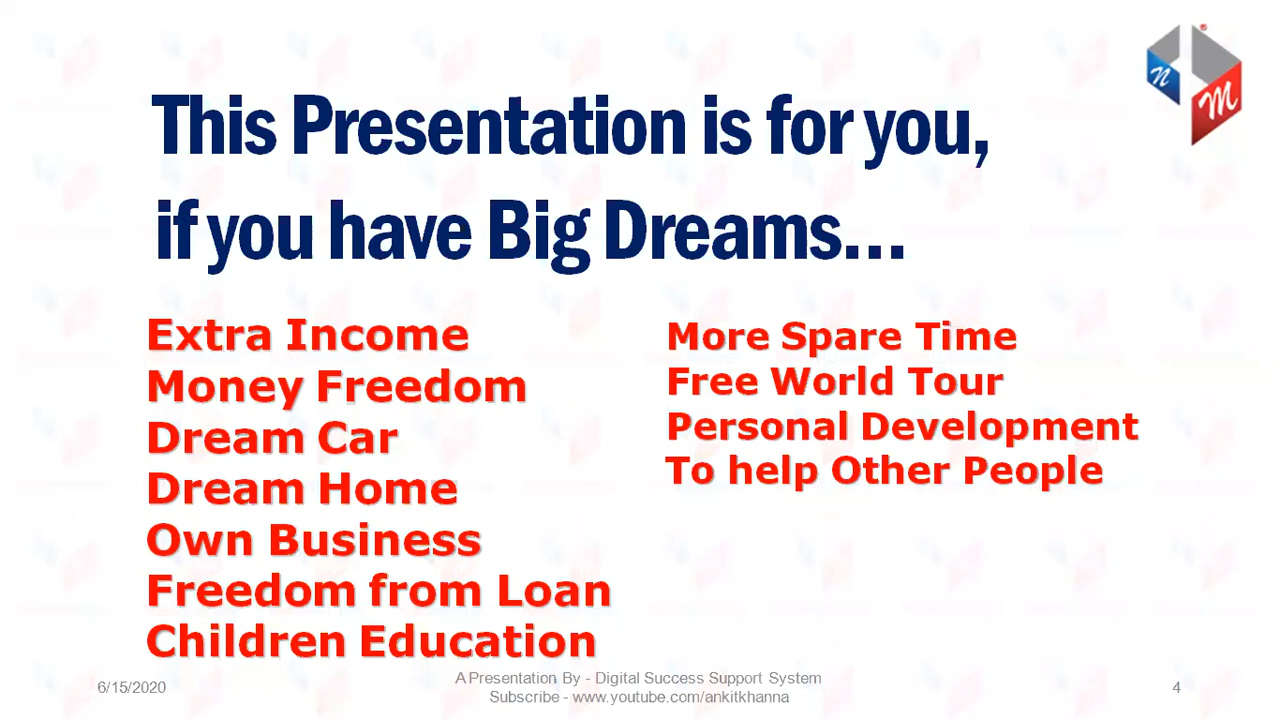 This Presentation is for you,
if you have Big Dreams...
Extra Income
Money Freedom
Dream Car
Dream Home
Own Business
Freedom from Loan
Children Education
More Spare Time
Free World Tour
Personal Development
To help Other People
n
M
®
6/15/2020
A Presentation By - Digital Success Support System
Subscribe - www.youtube.com/ankitkhanna
4